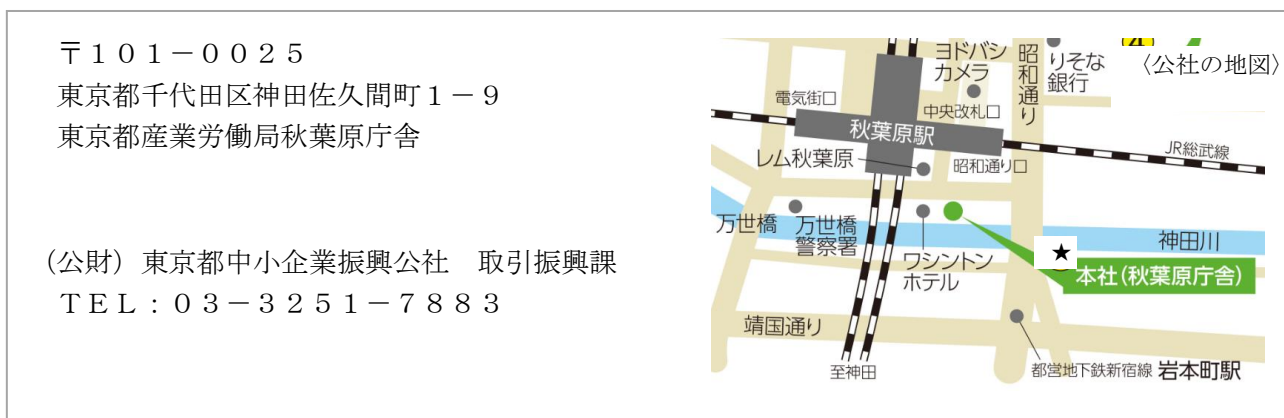 〒１０１－００２５
東京都千代田区神田佐久間町１－９
東京都産業労働局秋葉原庁舎
（公財）東京都中小企業振興公社　取引振興課
ＴＥＬ：０３－３２５１－７８８３
〈公社の地図〉
ヨドバシ
カメラ
昭和通り
りそな
銀行
電気街口
中央改札口
秋葉原駅
JR総武線
レム秋葉原
昭和通り口
万世橋
万世橋
警察署
ワシントン
ホテル
神田川
★
本社(秋葉原庁舎)
靖国通り
至神田
都営地下鉄新宿線 岩本町駅